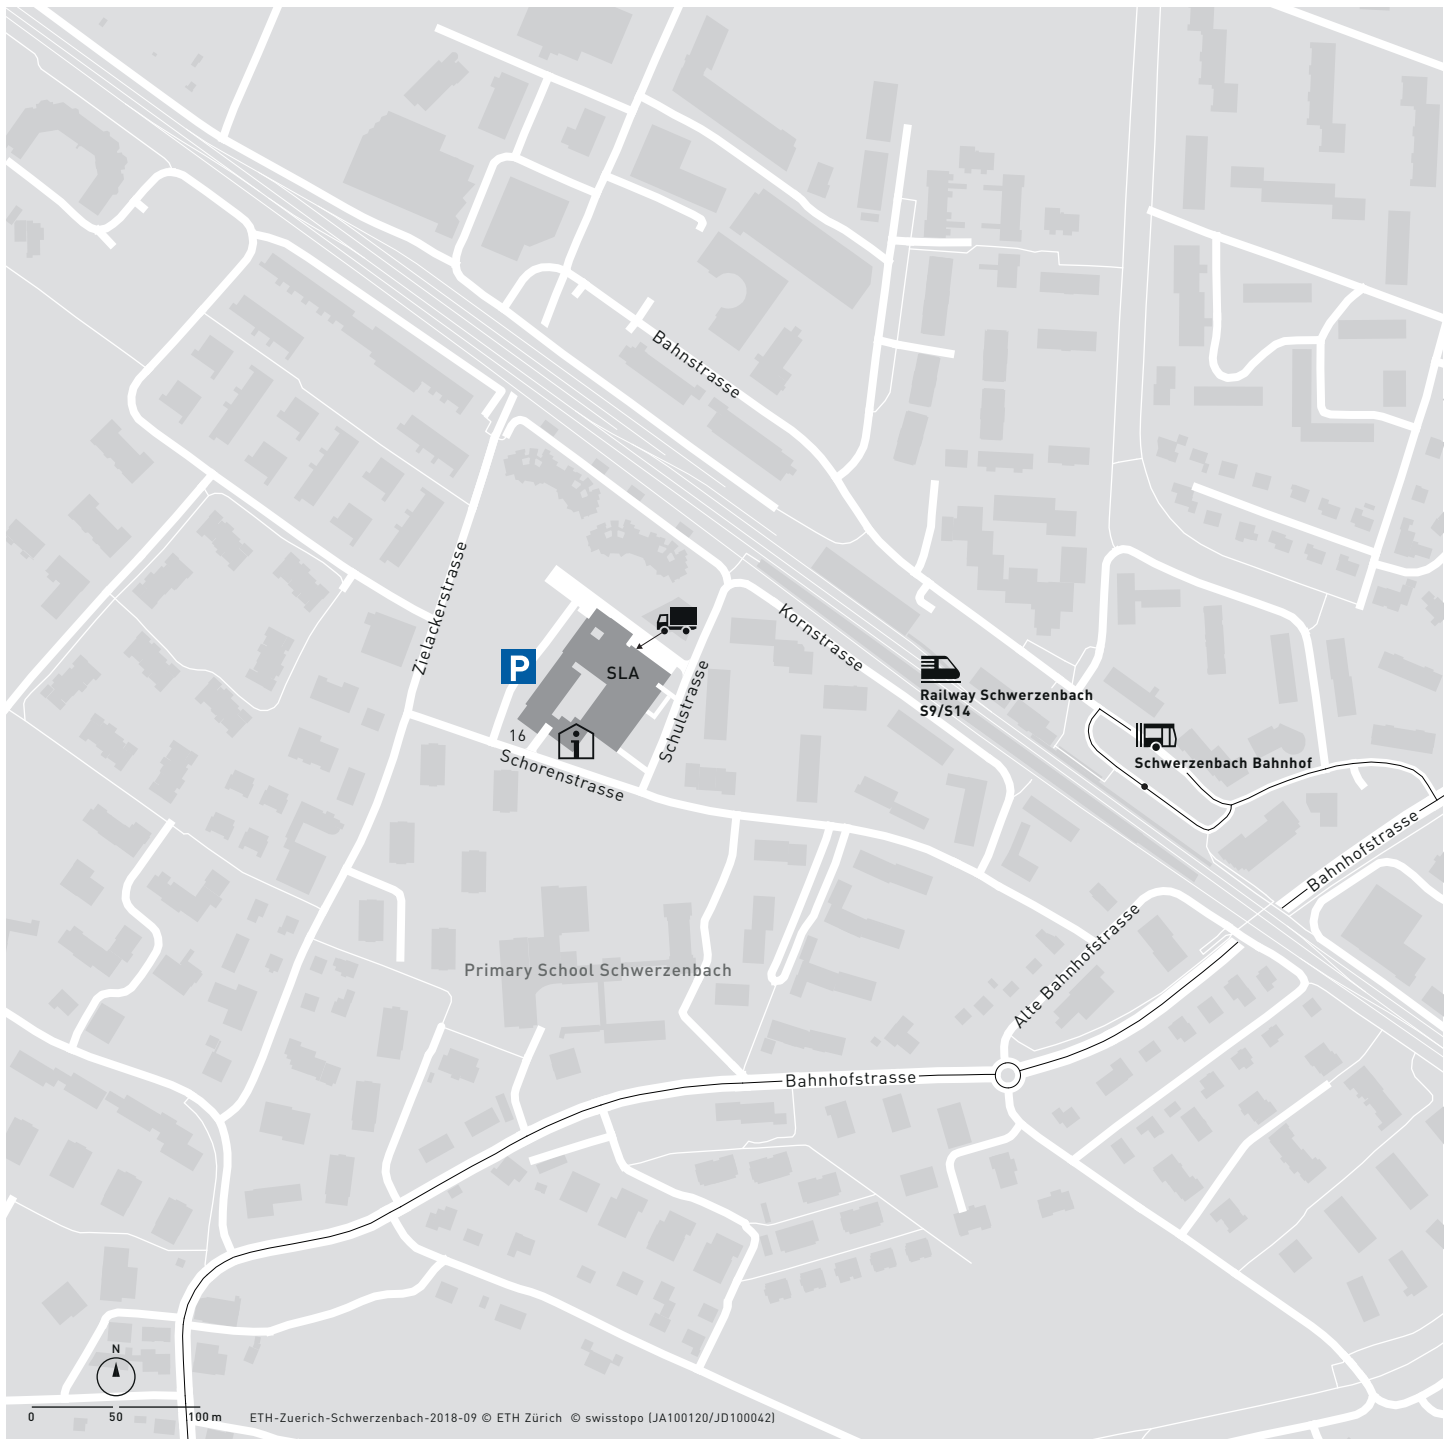 Bahnstrasse
Zielackerstrasse
Kornstrasse
P
SLA
Schulstrasse
Railway Schwerzenbach
S9/S14
16
Schorenstrasse
Schwerzenbach Bahnhof
Bahnhofstrasse
Alte Bahnhofstrasse
Primary School Schwerzenbach
Bahnhofstrasse
N
0 50 100 m
ETH-Zuerich-Schwerzenbach-2018-09 © ETH Zürich © swisstopo (JA100120/JD100042)